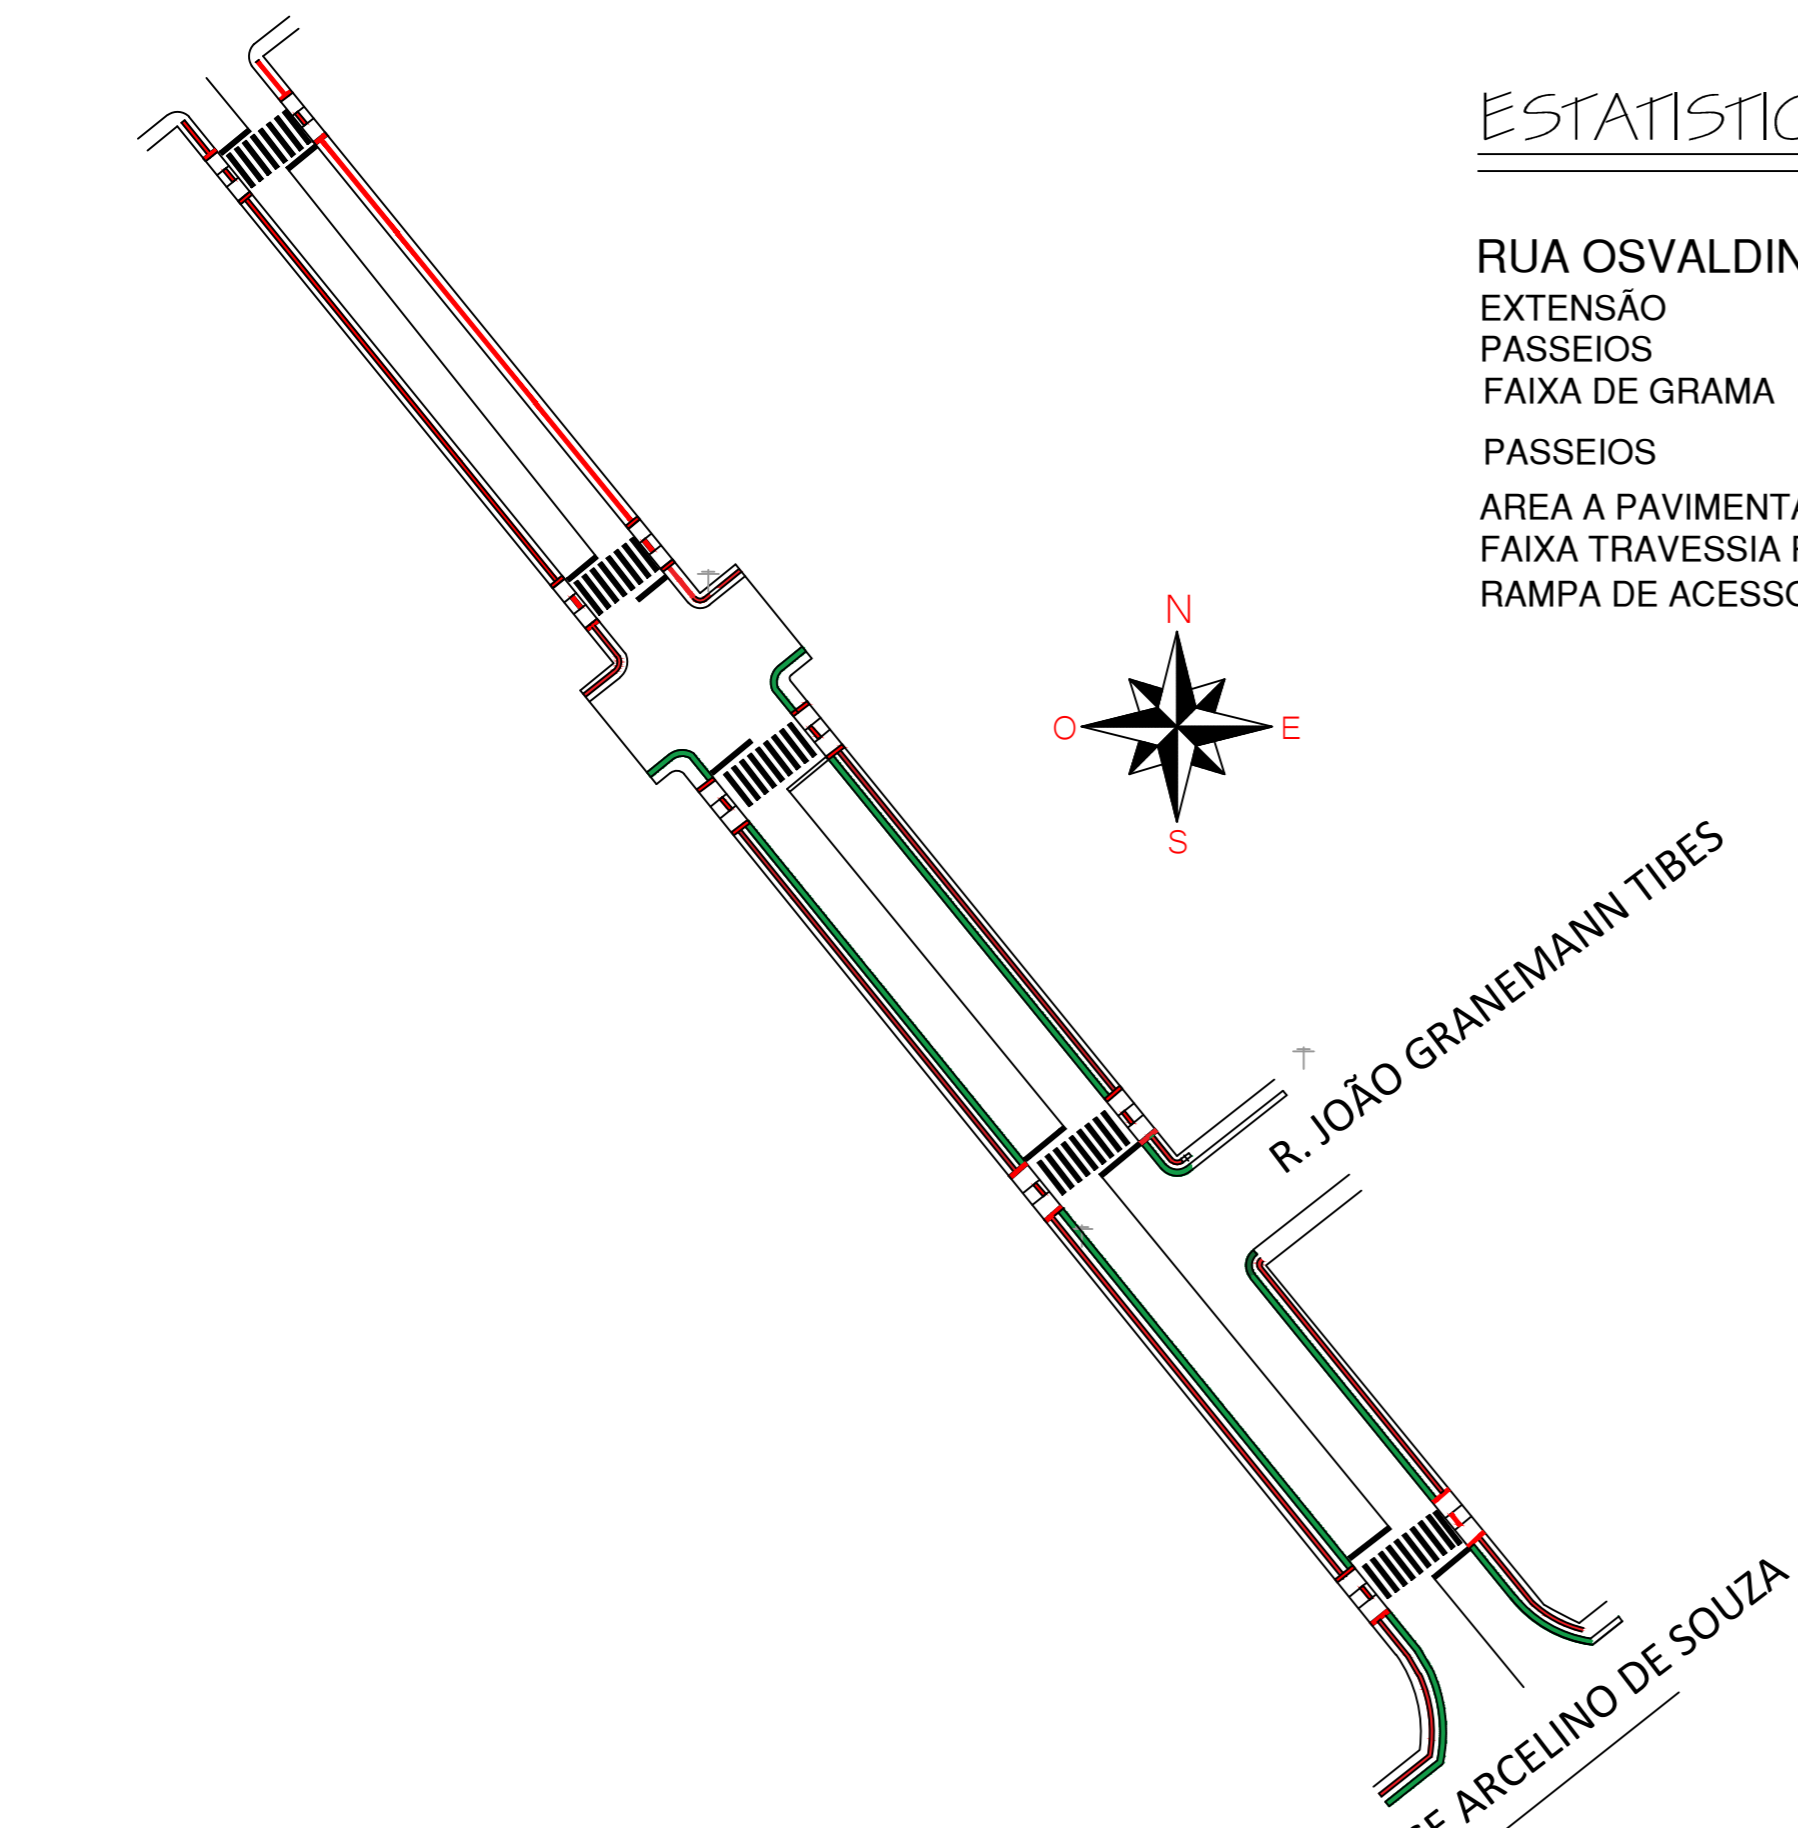 ESTATISTIC
RUA OSVALDIN
EXTENSÃO
PASSEIOS
FAIXA DE GRAMA
PASSEIOS
AREA A PAVIMENTA
FAIXA TRAVESSIA P
RAMPA DE ACESSO
N
O
E
S
R. JOÃO GRANEMANN TIBES
SE ARCELINO DE SOUZA